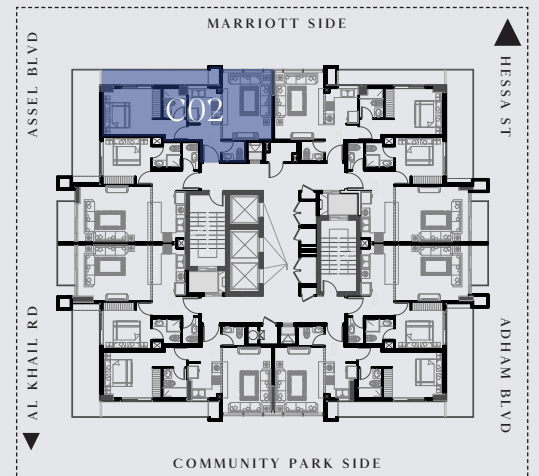 MARRIOTT SIDE
ASSEL BLVD
HESSA ST
C02
AL KHAIL RD
ADHAM BLVD
COMMUNITY PARK SIDE